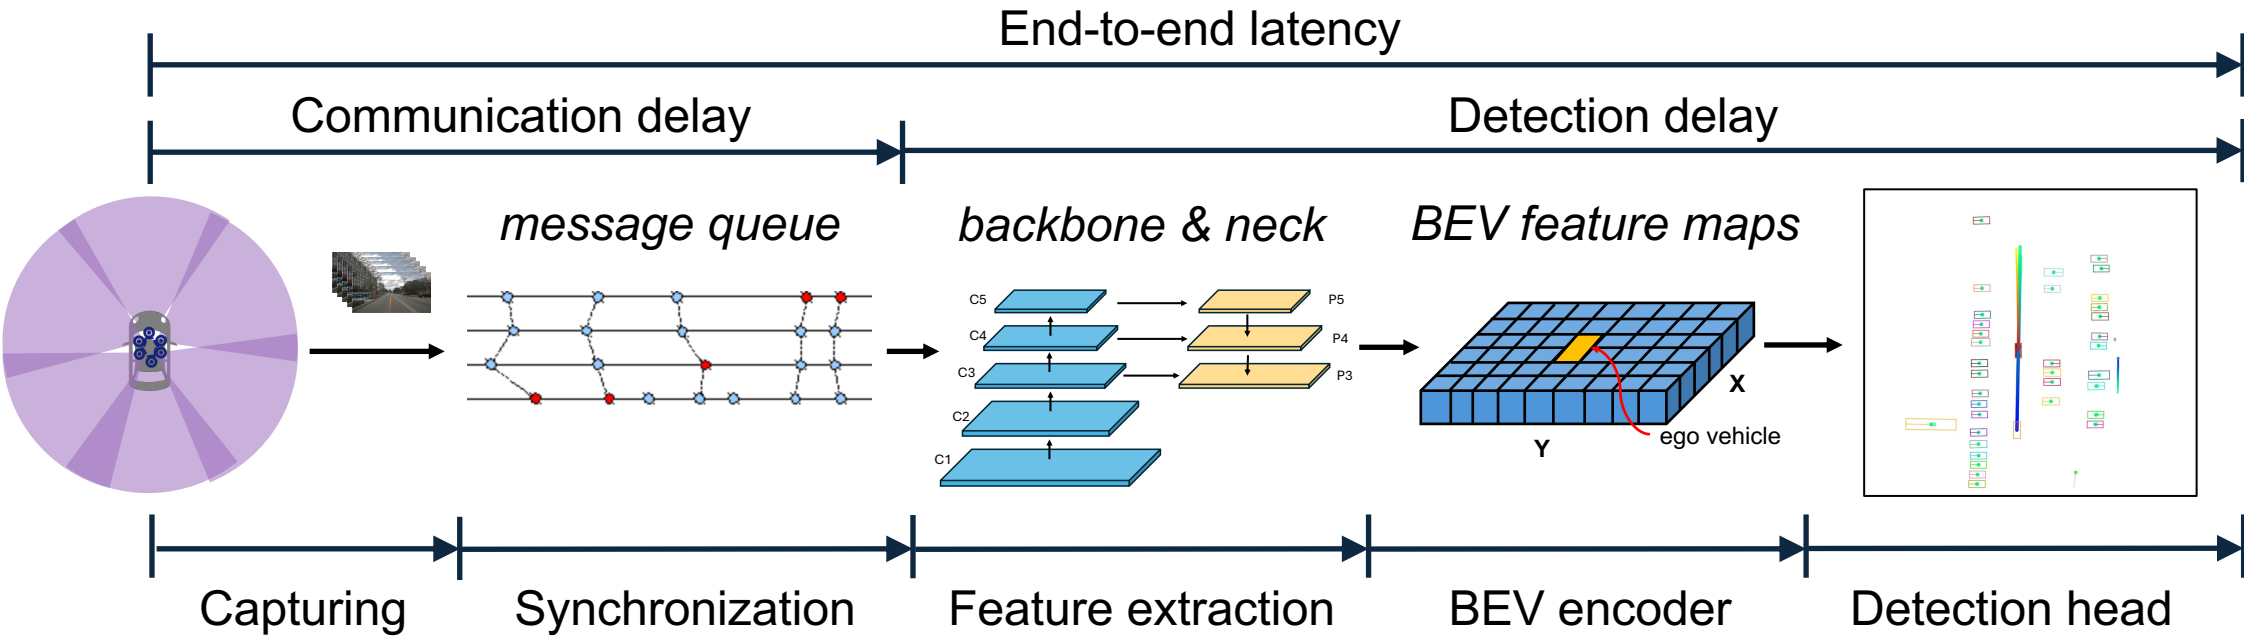 End-to-end latency
Communication delay
Detection delay
message queue
backbone & neck
BEV feature maps
C5
P5
C4
P4
C3
P3
C2
C1
X
Y
ego vehicle
Capturing
Synchronization
Feature extraction
BEV encoder
Detection head